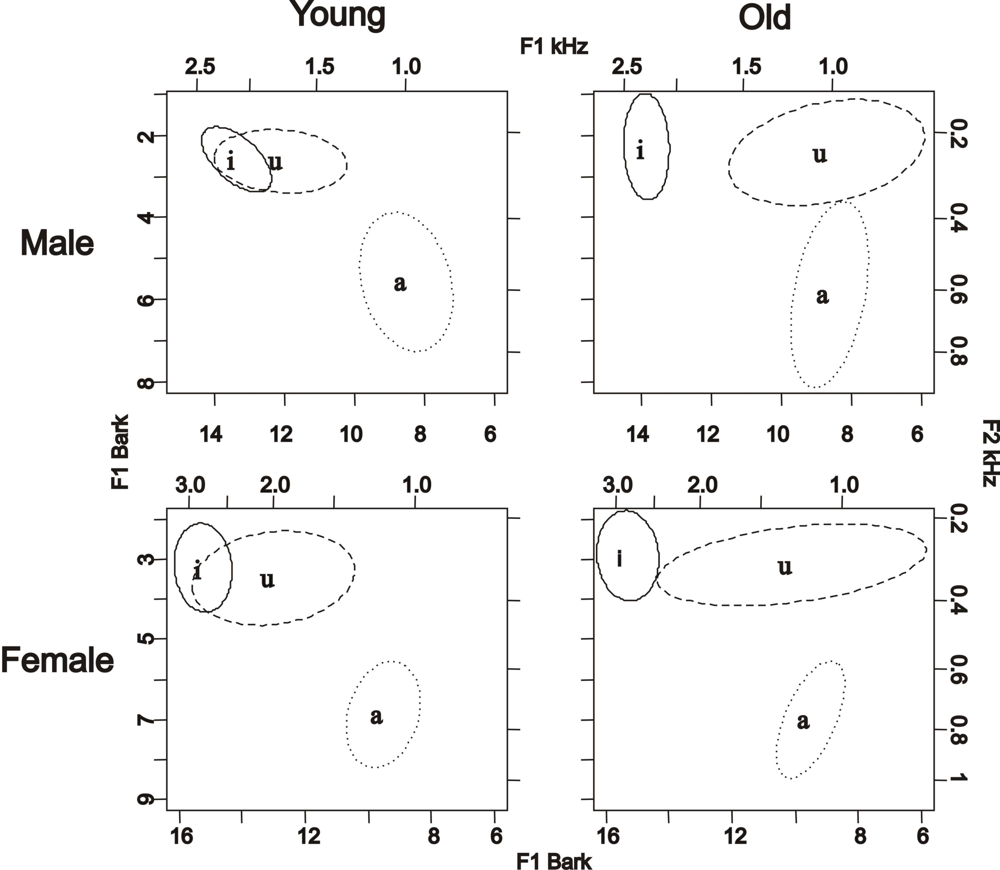 Young Old
F1 kHz
2.5 1.5 1.0 2.5 1.5 1.0
Male
2 4 6 8
i u a
i u a
0.2 0.4 0.6 0.8
14 12 10 8 6 14 12 10 8 6
F1 Bark
F2 kHz
3.0 2.0 1.0 3.0 2.0 1.0
Female
3 5 7 9
i u a
i u a
0.2 0.4 0.6 0.8 1
16 12 8 6 16 12 8 6
F1 Bark